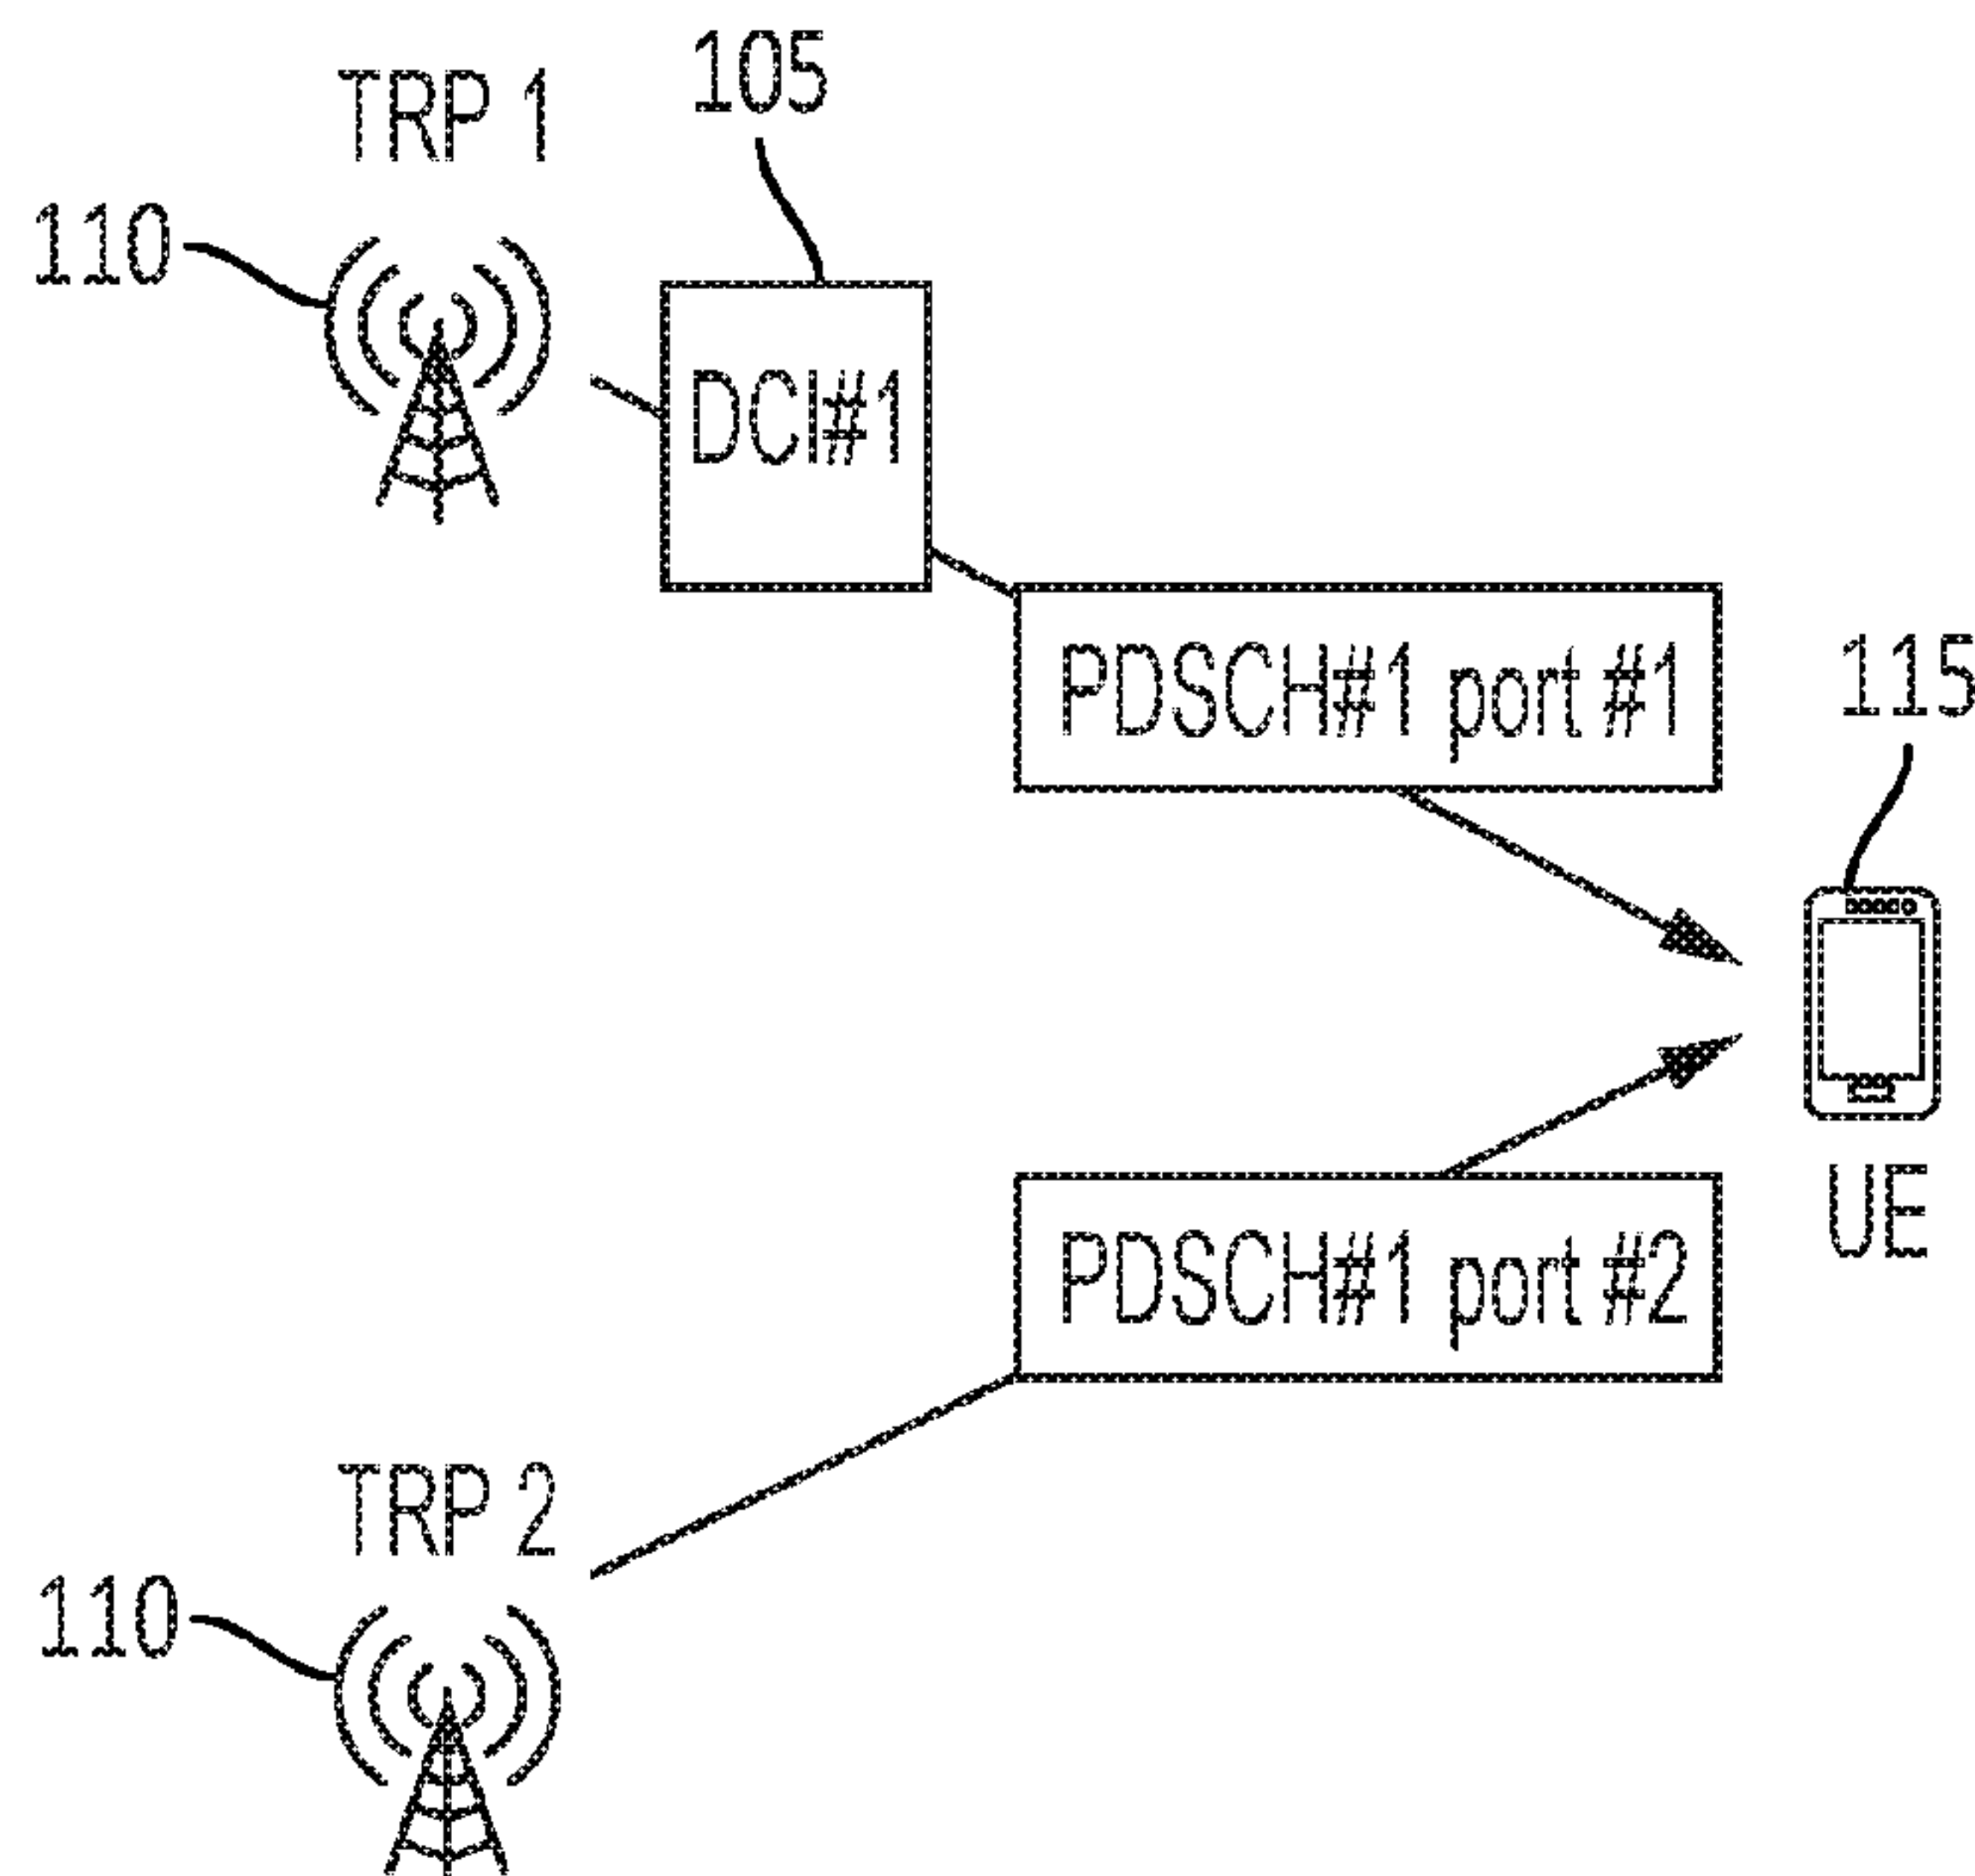 105
TRP 1
110
DCI#1
PDSCH#1 port #1
115
UE
PDSCH#1 port #2
TRP 2
110